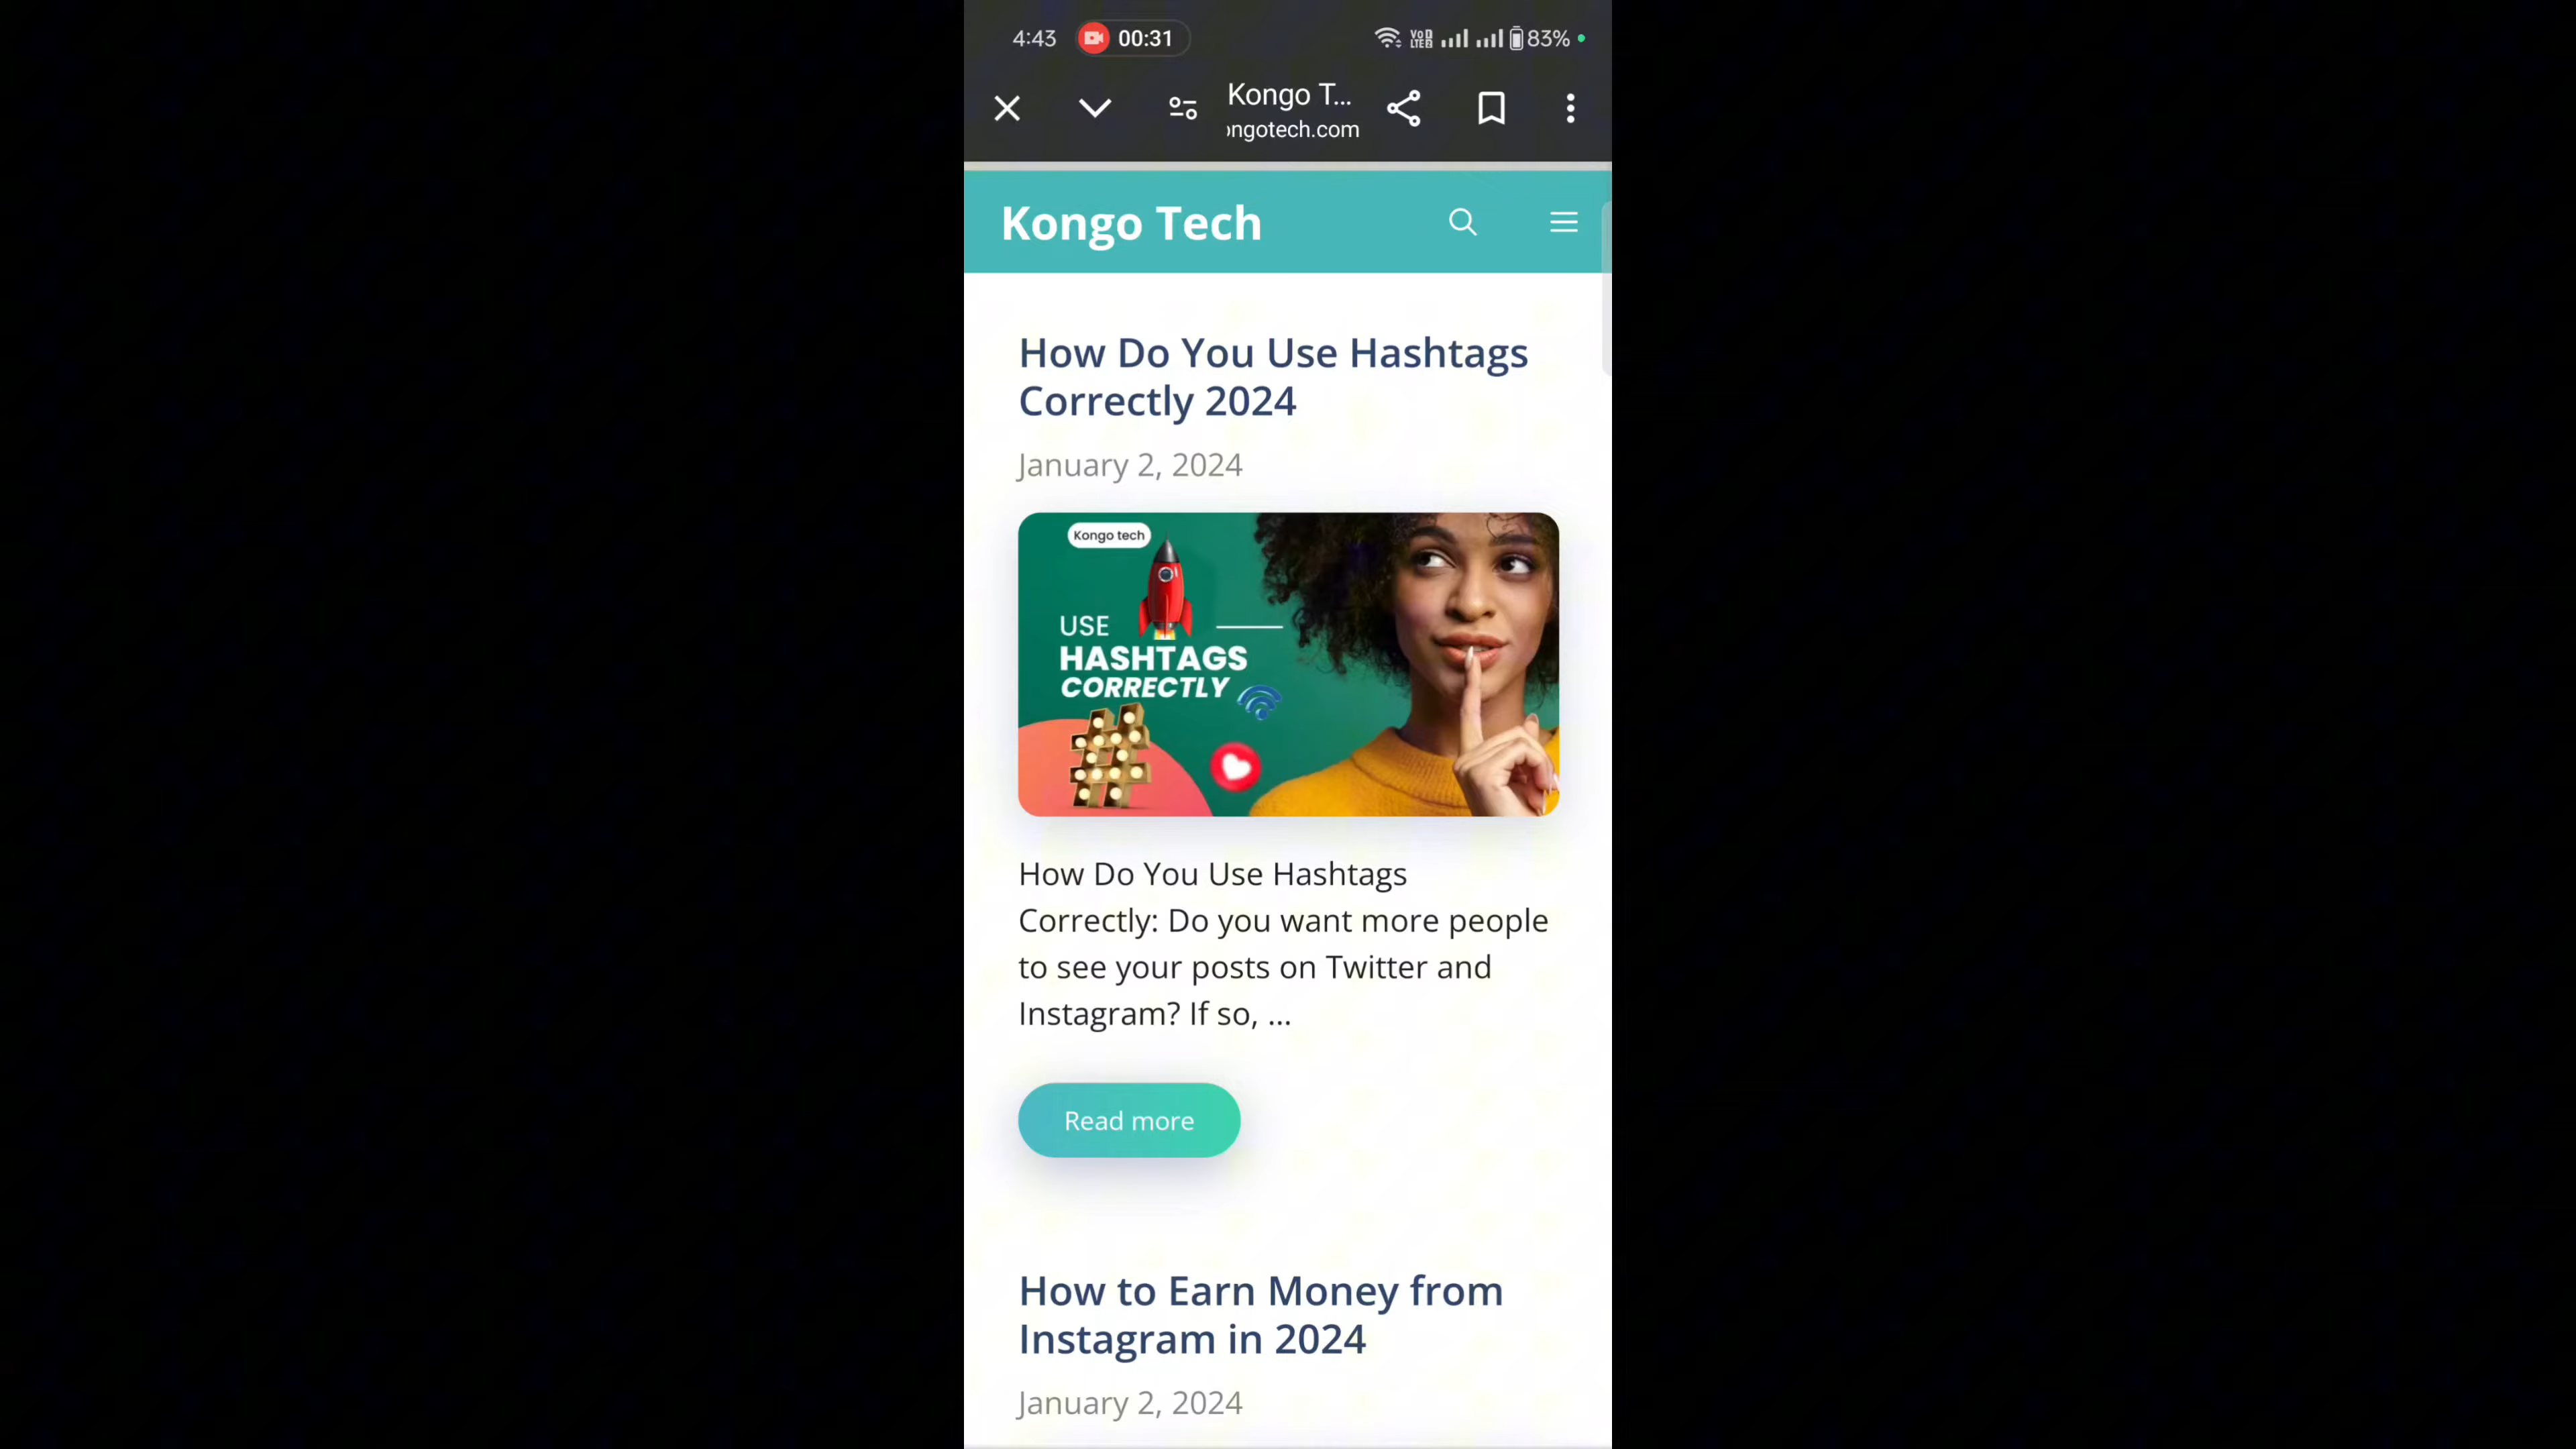 4:43 00:31 83%
Kongo T...
ongotech.com
Kongo Tech
How Do You Use Hashtags
Correctly 2024
January 2, 2024
Kongo tech
USE
HASHTAGS
CORRECTLY
#
How Do You Use Hashtags
Correctly: Do you want more people
to see your posts on Twitter and
Instagram? If so, ...
Read more
How to Earn Money from
Instagram in 2024
January 2, 2024